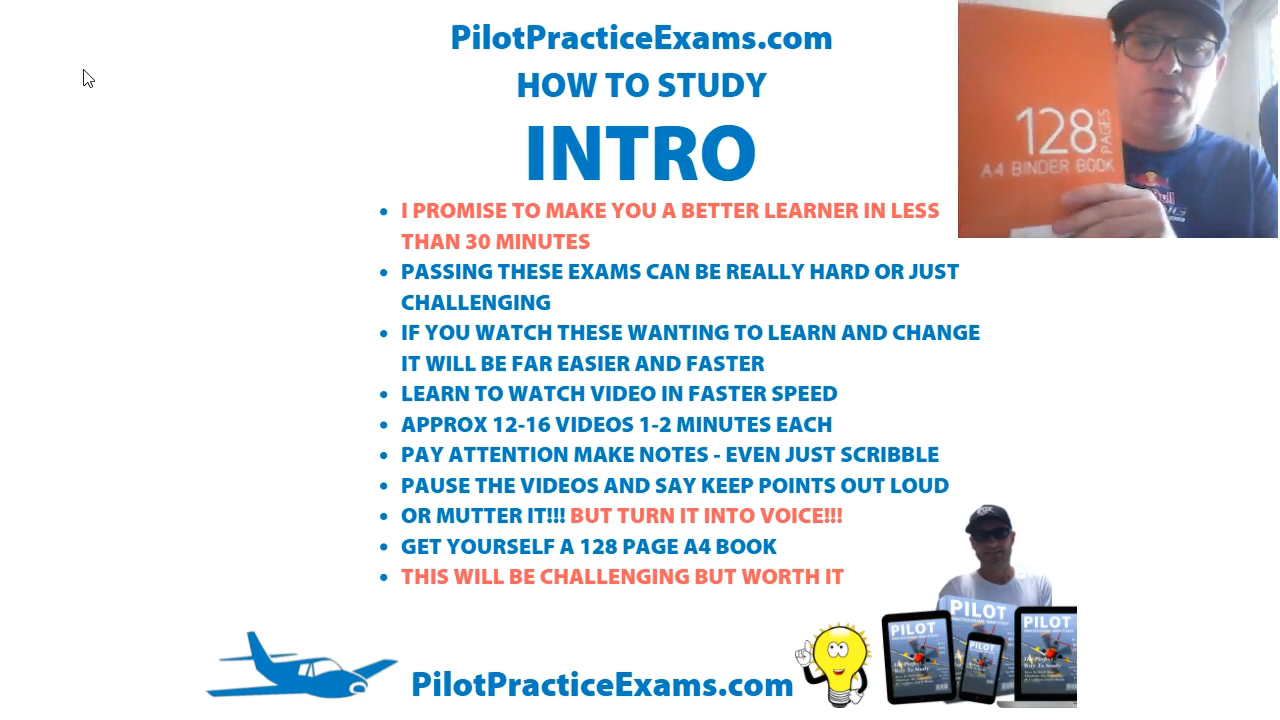 PilotPracticeExams.com
HOW TO STUDY
INTRO
128 PAGES
A4 BINDER BOOK
Red Bull
I PROMISE TO MAKE YOU A BETTER LEARNER IN LESS
THAN 30 MINUTES
PASSING THESE EXAMS CAN BE REALLY HARD OR JUST
CHALLENGING
IF YOU WATCH THESE WANTING TO LEARN AND CHANGE
IT WILL BE FAR EASIER AND FASTER
LEARN TO WATCH VIDEO IN FASTER SPEED
APPROX 12-16 VIDEOS 1-2 MINUTES EACH
PAY ATTENTION MAKE NOTES - EVEN JUST SCRIBBLE
PAUSE THE VIDEOS AND SAY KEEP POINTS OUT LOUD
OR MUTTER IT!!! BUT TURN IT INTO VOICE!!!
GET YOURSELF A 128 PAGE A4 BOOK
THIS WILL BE CHALLENGING BUT WORTH IT
PILOT
PILOT
PILOT
PilotPracticeExams.com